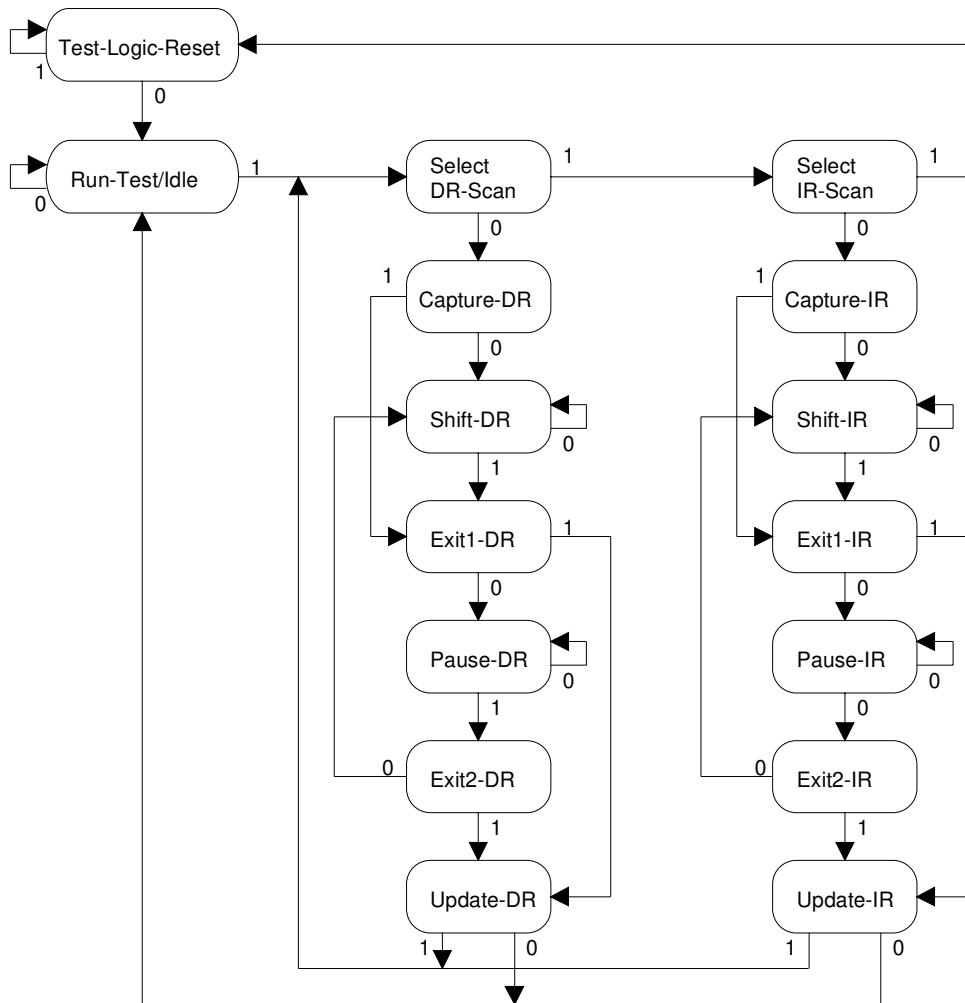 Test-Logic-Reset
1
0
Run-Test/Idle
1
0
Select
DR-Scan
1
0
Select
IR-Scan
1
0
1
Capture-DR
0
1
Capture-IR
0
Shift-DR
0
1
Shift-IR
0
1
Exit1-DR
1
0
Exit1-IR
1
0
Pause-DR
0
1
Pause-IR
0
0
0
Exit2-DR
1
0
Exit2-IR
1
Update-DR
1
0
Update-IR
1
0